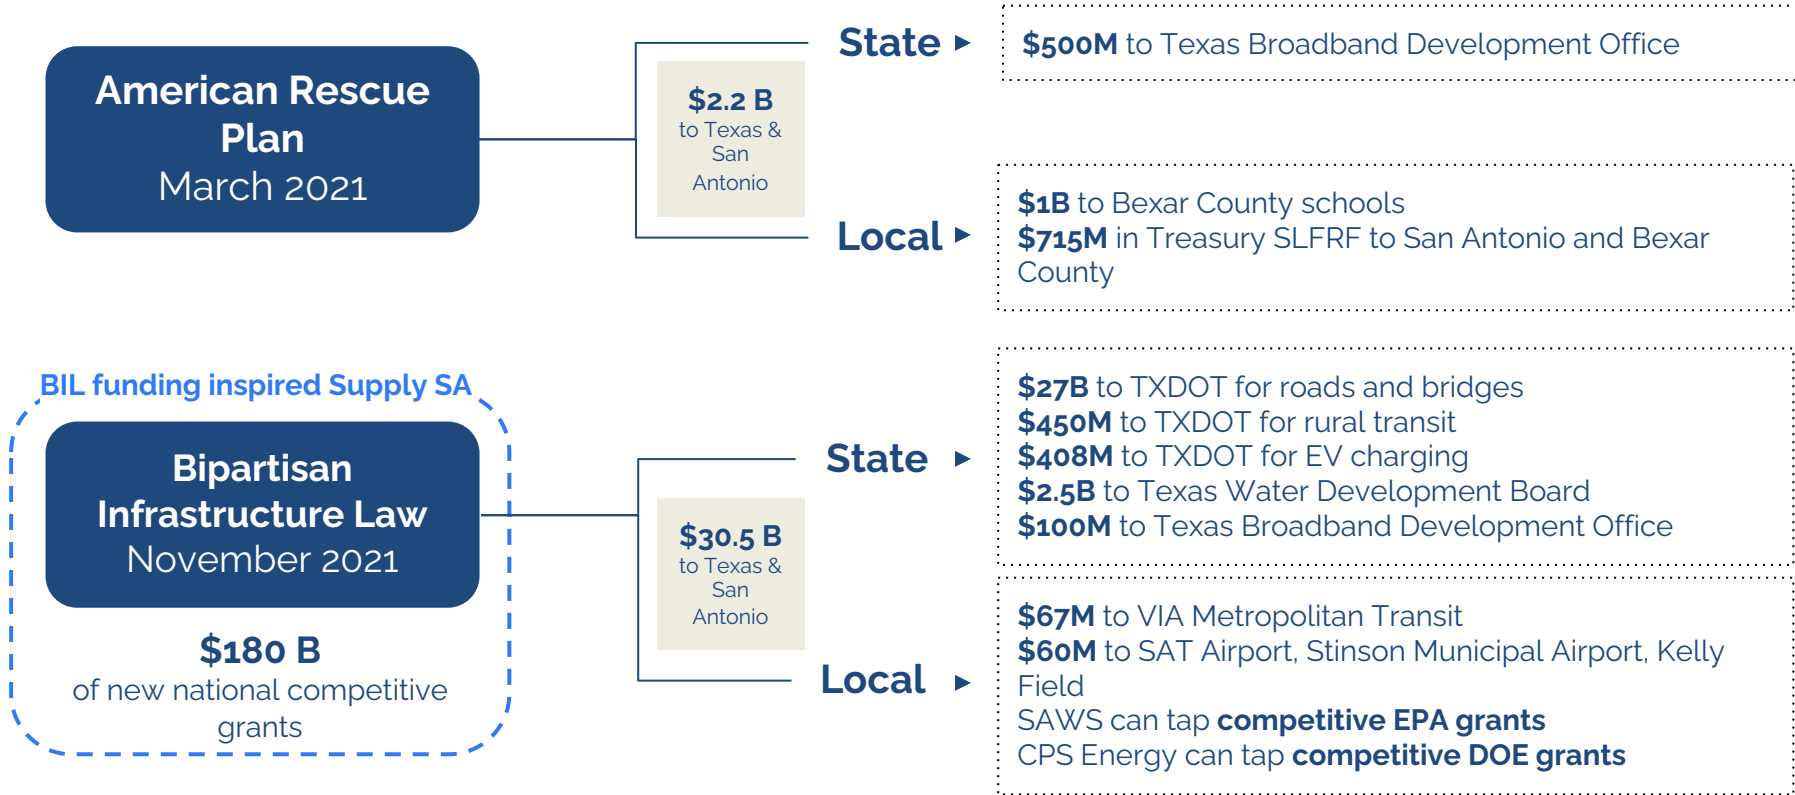 American Rescue
Plan
March 2021
$2.2 B
to Texas &
San
Antonio
State
$500M to Texas Broadband Development Office
Local
$1B to Bexar County schools
$715M in Treasury SLFRF to San Antonio and Bexar
County
BIL funding inspired Supply SA
Bipartisan
Infrastructure Law
November 2021
$180 B
of new national competitive
grants
$30.5 B
to Texas &
San
Antonio
State
$27B to TXDOT for roads and bridges
$450M to TXDOT for rural transit
$408M to TXDOT for EV charging
$2.5B to Texas Water Development Board
$100M to Texas Broadband Development Office
Local
$67M to VIA Metropolitan Transit
$60M to SAT Airport, Stinson Municipal Airport, Kelly
Field
SAWS can tap competitive EPA grants
CPS Energy can tap competitive DOE grants